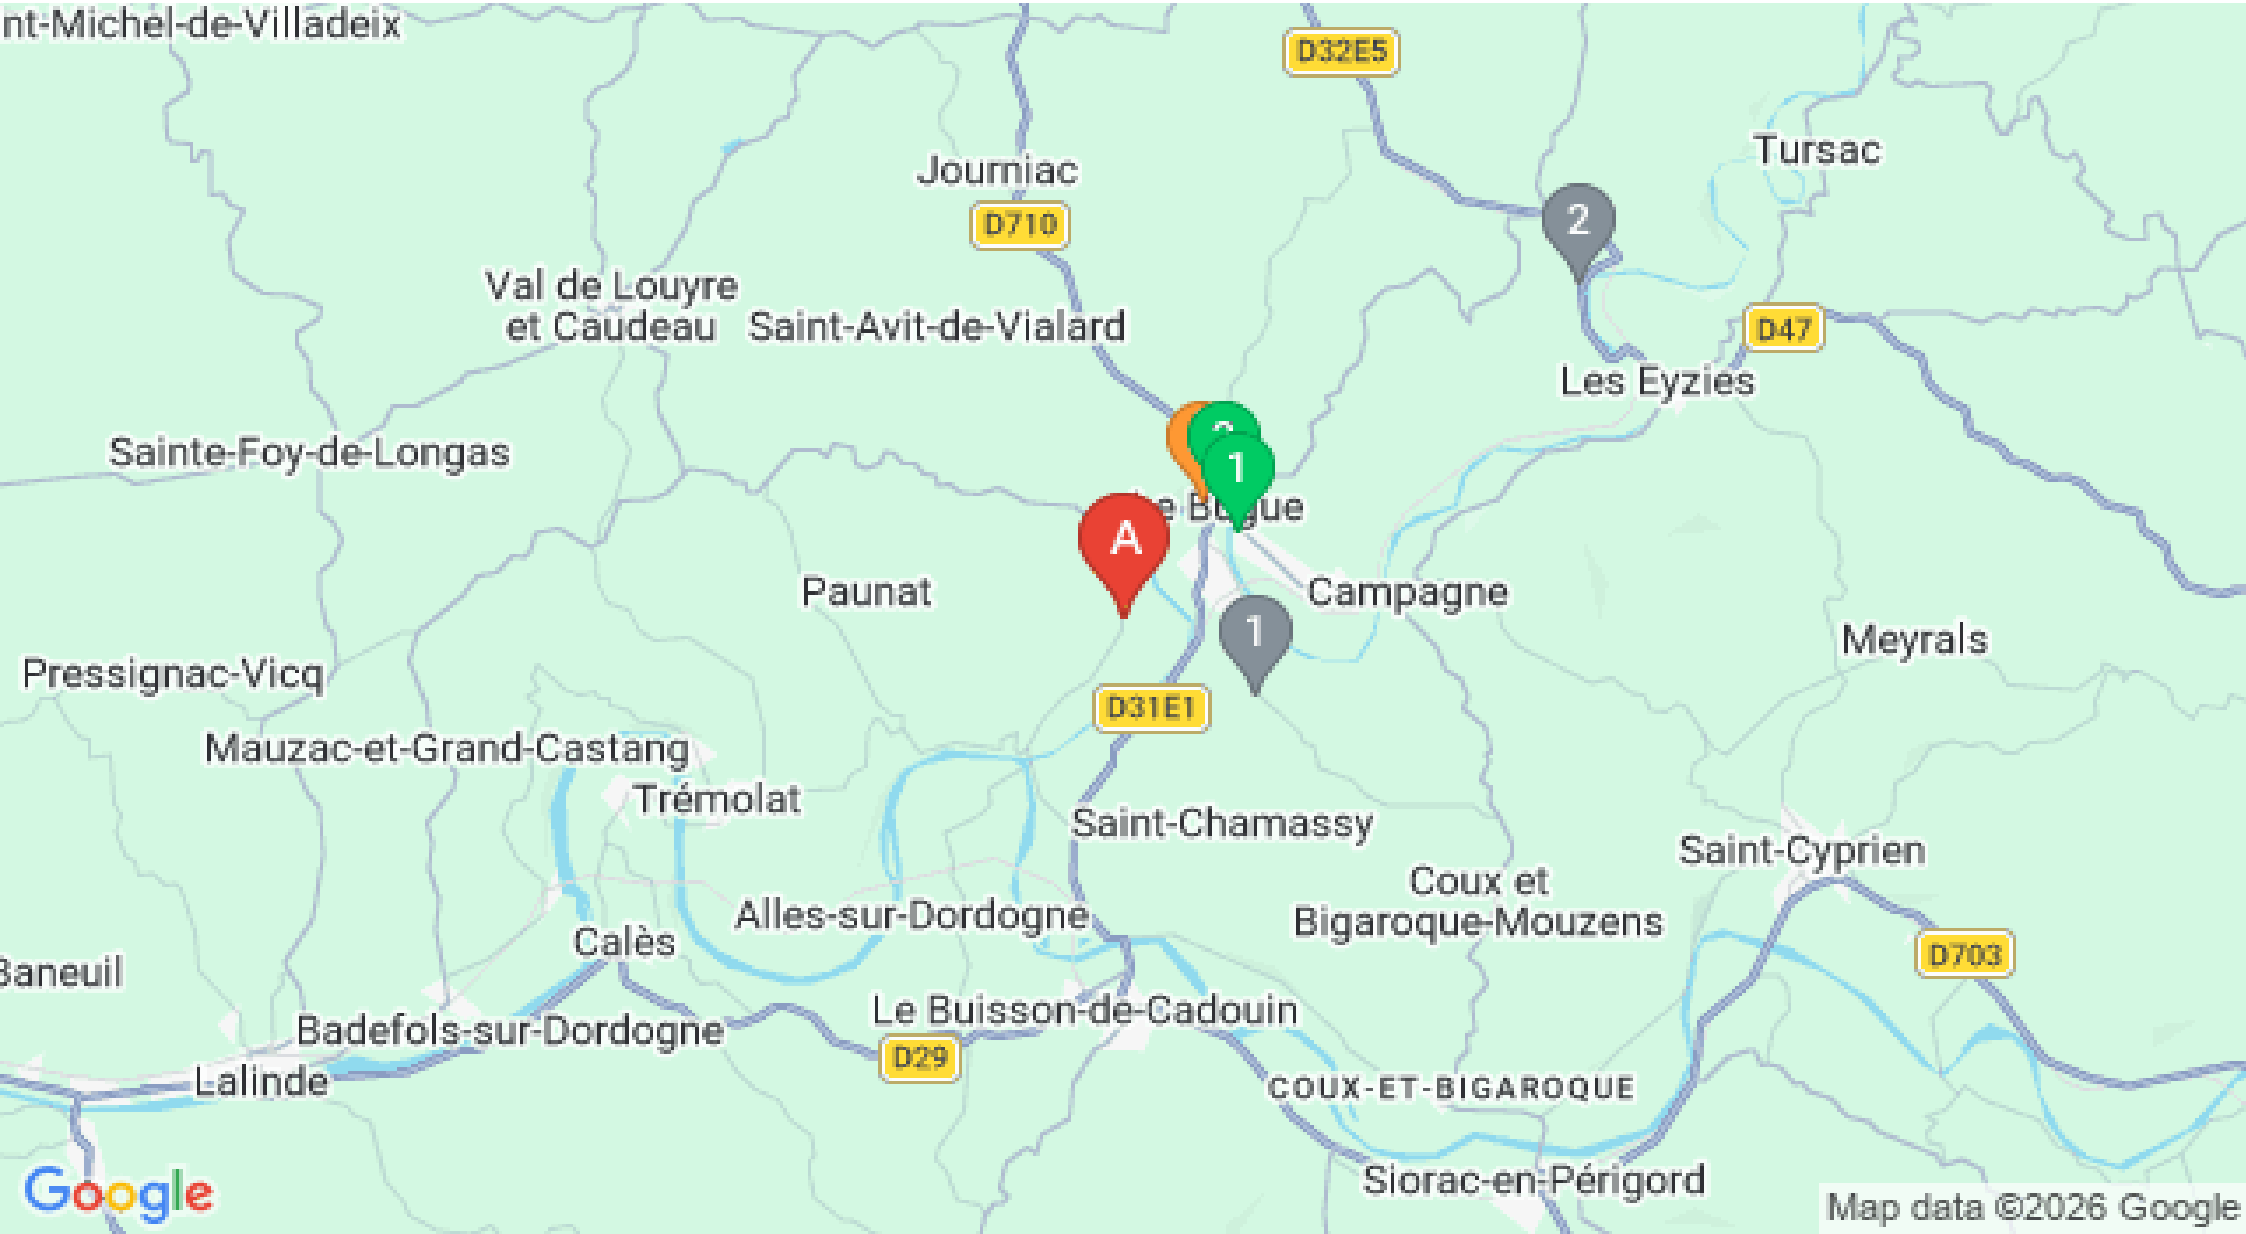 nt-Michel-de-Villadeix
D32E5
Tursac
Journiac
2
D710
Val de Louyre
et Caudeau
Saint-Avit-de-Vialard
D47
Les Eyzies
Sainte-Foy-de-Longas
1
Le Bugue
A
Paunat
Campagne
1
Meyrals
Pressignac-Vicq
D31E1
Mauzac-et-Grand-Castang
Trémolat
Saint-Chamassy
Saint-Cyprien
Coux et
Bigaroque-Mouzens
Alles-sur-Dordogne
Calès
D703
Baneuil
Le Buisson-de-Cadouin
Badefols-sur-Dordogne
D29
Lalinde
COUX-ET-BIGAROQUE
Siorac-en-Périgord
Google
Map data ©2026 Google